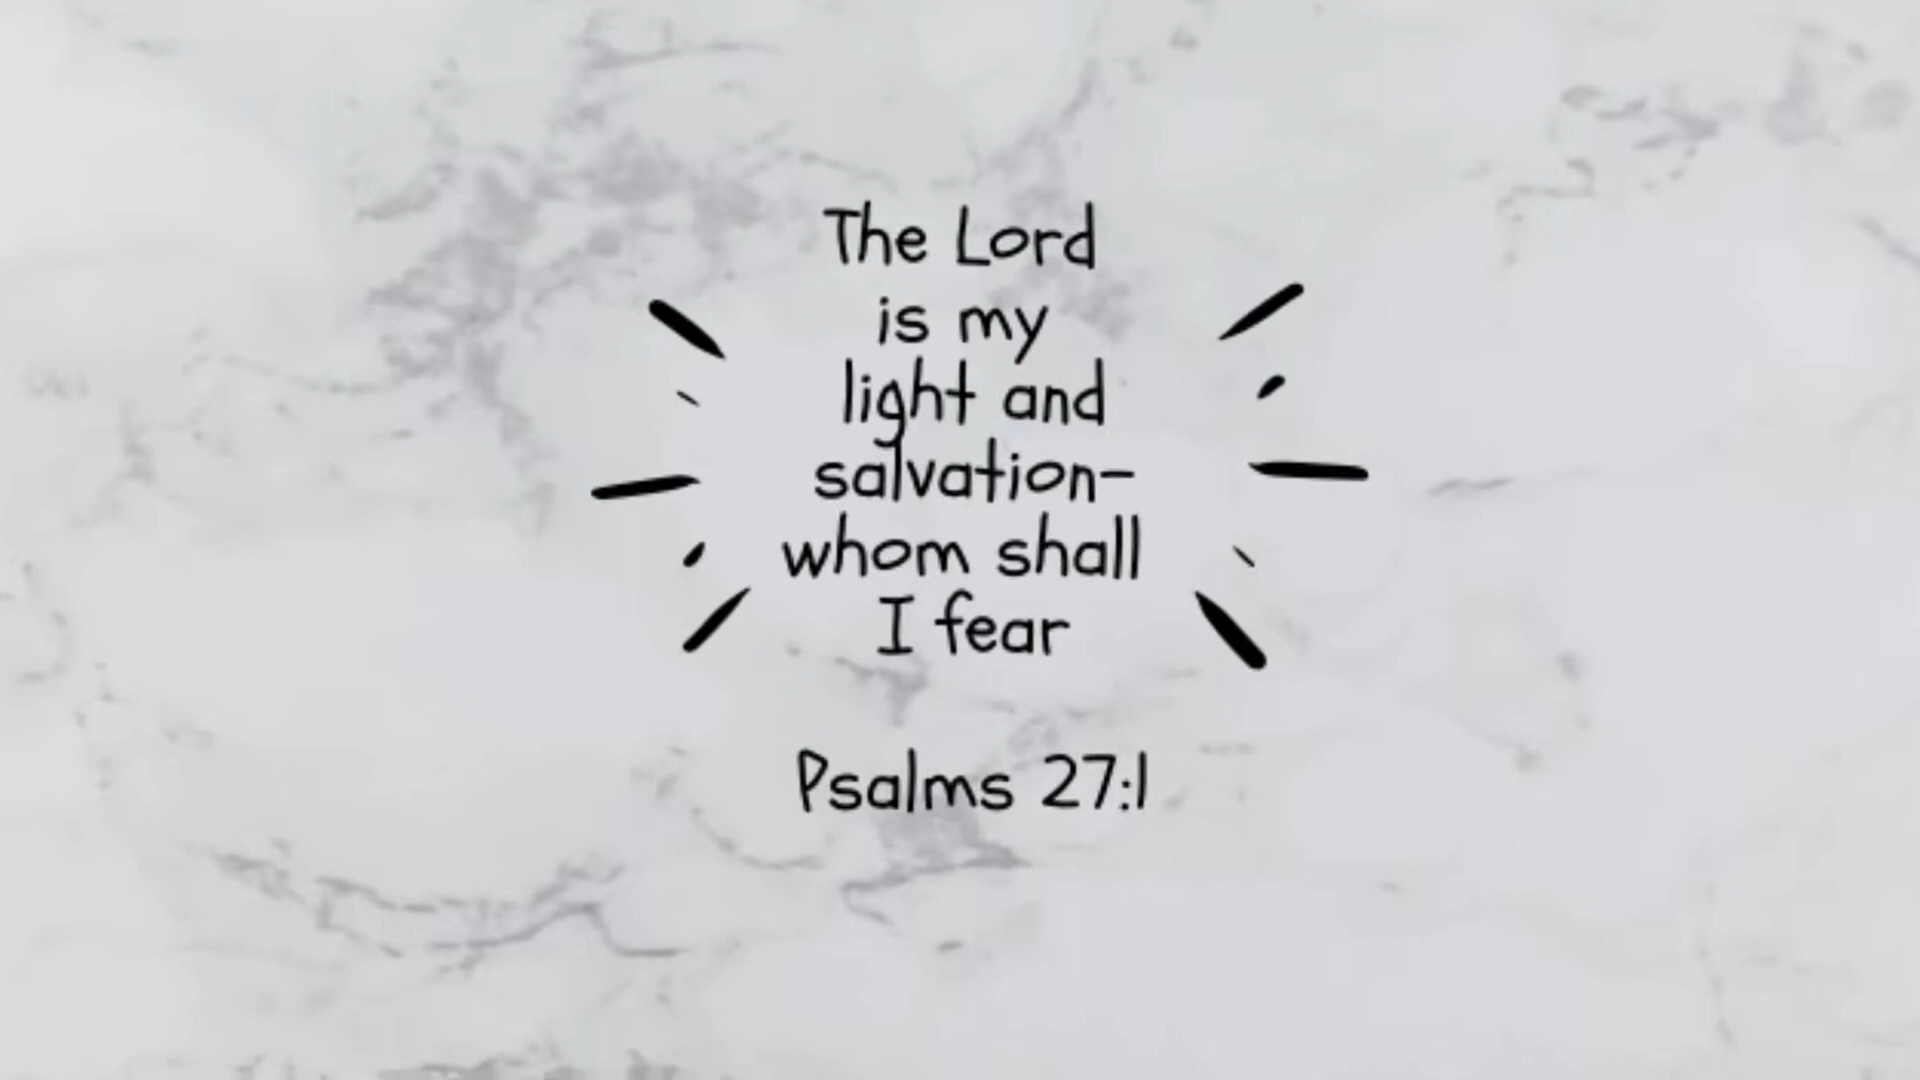 The Lord
is my
light and
salvation-
whom shall
I fear
Psalms 27:1